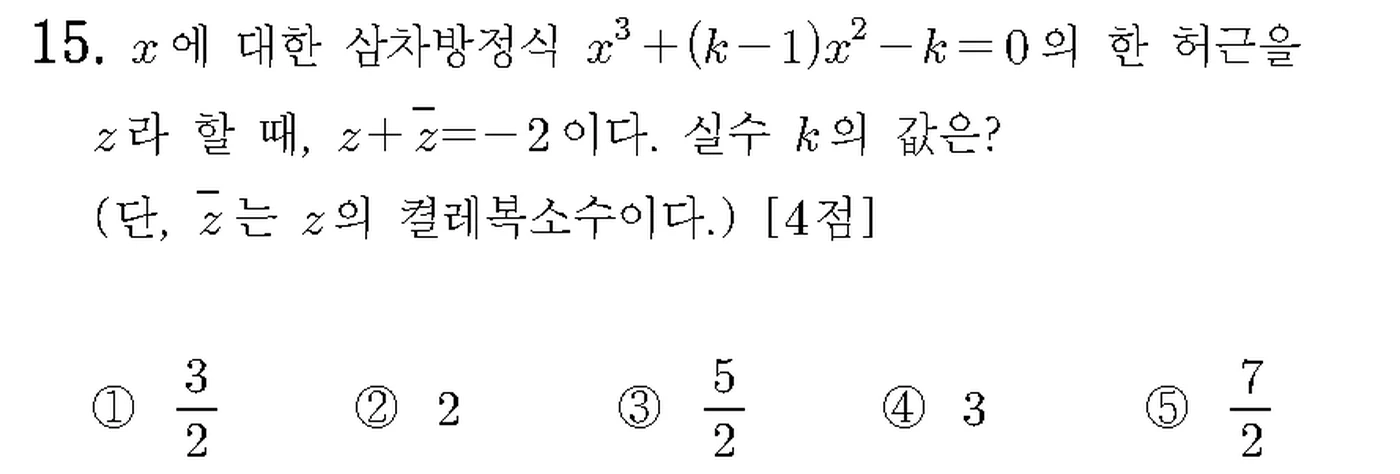 15. x에 대한 삼차방정식 x³+(k−1)x²−k=0의 한 허근을
z라 할 때, z+z̄=−2이다. 실수 k의 값은?
(단, z̄는 z의 켤레복소수이다.) [4점]
① 3/2 ② 2 ③ 5/2 ④ 3 ⑤ 7/2